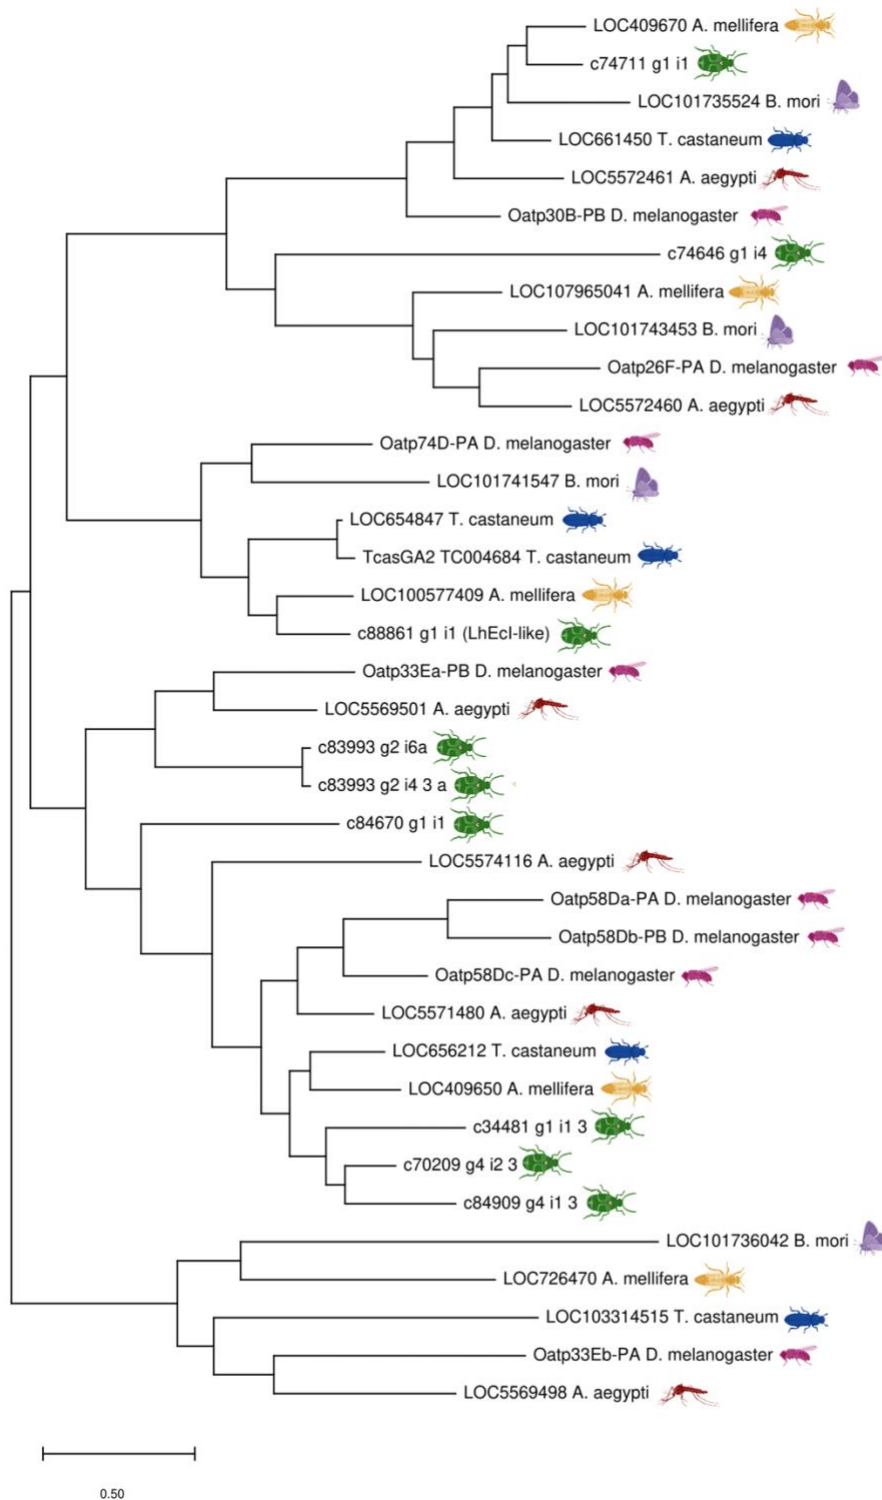 LOC409670 A. mellifera
c74711 g1 i1
LOC101735524 B. mori
LOC661450 T. castaneum
LOC5572461 A. aegypti
Oatp30B-PB D. melanogaster
c74646 g1 i4
LOC107965041 A. mellifera
LOC101743453 B. mori
Oatp26F-PA D. melanogaster
LOC5572460 A. aegypti
Oatp74D-PA D. melanogaster
LOC101741547 B. mori
LOC654847 T. castaneum
TcasGA2 TC004684 T. castaneum
LOC100577409 A. mellifera
c88861 g1 i1 (LhEcI-like)
Oatp33Ea-PB D. melanogaster
LOC5569501 A. aegypti
c83993 g2 i6a
c83993 g2 i4 3 a
c84670 g1 i1
LOC5574116 A. aegypti
Oatp58Da-PA D. melanogaster
Oatp58Db-PB D. melanogaster
Oatp58Dc-PA D. melanogaster
LOC5571480 A. aegypti
LOC656212 T. castaneum
LOC409650 A. mellifera
c34481 g1 i1 3
c70209 g4 i2 3
c84909 g4 i1 3
LOC101736042 B. mori
LOC726470 A. mellifera
LOC103314515 T. castaneum
Oatp33Eb-PA D. melanogaster
LOC5569498 A. aegypti
0.50